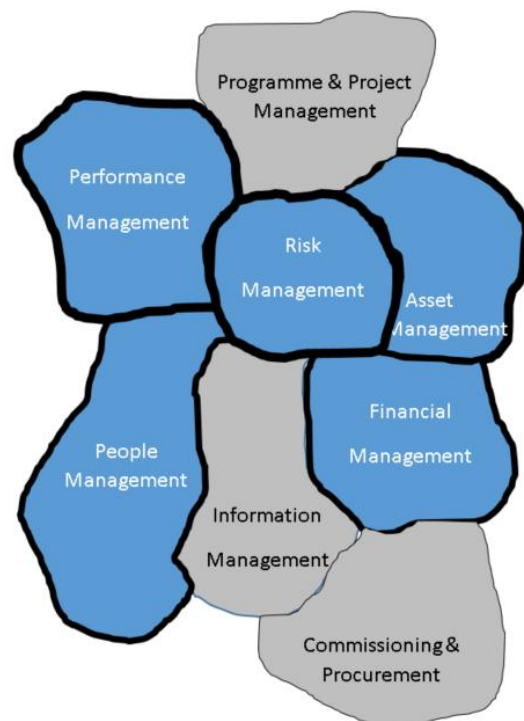 Programme & Project
Management
Performance
Management
Risk
Management
Asset
Management
People
Management
Financial
Management
Information
Management
Commissioning &
Procurement